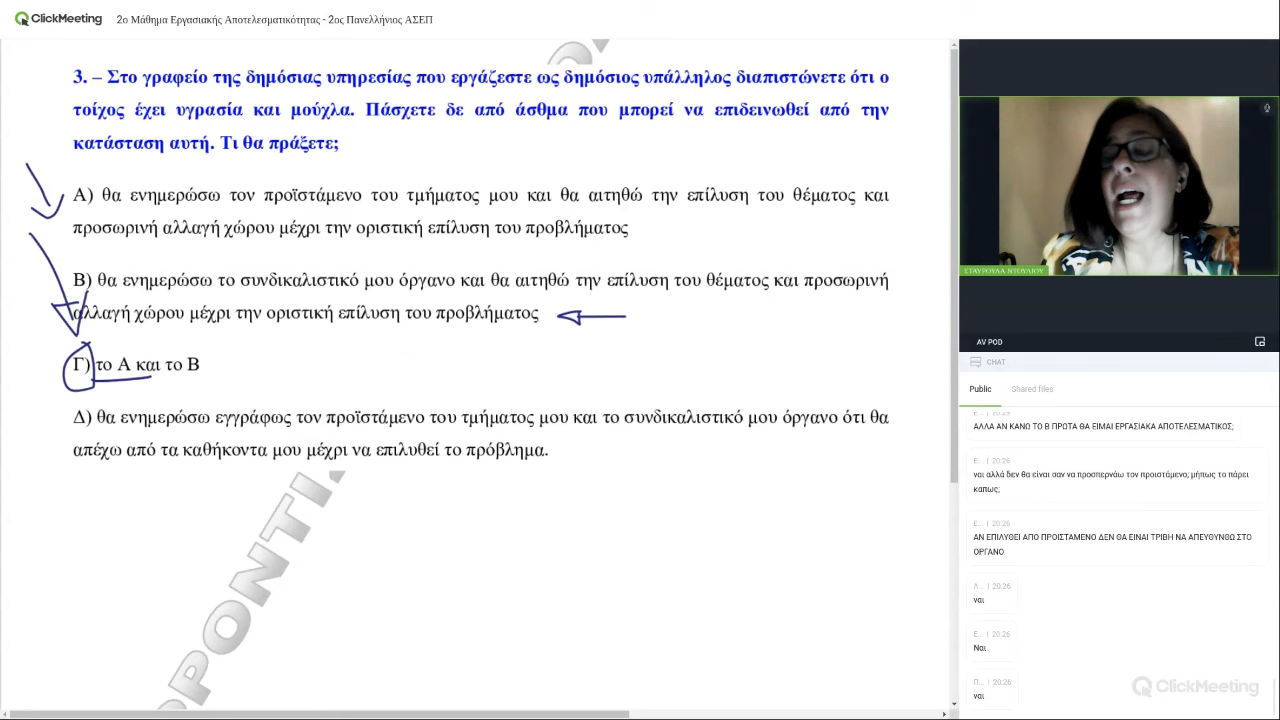 ClickMeeting
2ο Μάθημα Εργασιακής Αποτελεσματικότητας - 2ος Πανελλήνιος ΑΣΕΠ
3. – Στο γραφείο της δημόσιας υπηρεσίας που εργάζεστε ως δημόσιος υπάλληλος διαπιστώνετε ότι ο
τοίχος έχει υγρασία και μούχλα. Πάσχετε δε από άσθμα που μπορεί να επιδεινωθεί από την
κατάσταση αυτή. Τι θα πράξετε;
Α) θα ενημερώσω τον προϊστάμενο του τμήματος μου και θα αιτηθώ την επίλυση του θέματος και
προσωρινή αλλαγή χώρου μέχρι την οριστική επίλυση του προβλήματος
Β) θα ενημερώσω το συνδικαλιστικό μου όργανο και θα αιτηθώ την επίλυση του θέματος και προσωρινή
αλλαγή χώρου μέχρι την οριστική επίλυση του προβλήματος
Γ) το Α και το Β
Δ) θα ενημερώσω εγγράφως τον προϊστάμενο του τμήματος μου και το συνδικαλιστικό μου όργανο ότι θα
απέχω από τα καθήκοντα μου μέχρι να επιλυθεί το πρόβλημα.
ΡΟΝΤΙ
ΣΤΑΥΡΟΥΛΑ ΝΤΟΥΛΙΟΥ
AV POD
CHAT
Public
Shared files
ΑΛΛΑ ΑΝ ΚΑΝΩ ΤΟ Β ΠΡΩΤΑ ΘΑ ΕΙΜΑΙ ΕΡΓΑΣΙΑΚΑ ΑΠΟΤΕΛΕΣΜΑΤΙΚΟΣ;
E... | 20:26
ναι αλλά δεν θα είναι σαν να προσπερνάω τον προιστάμενο; μήπως το πάρει
καπως;
E... | 20:26
ΑΝ ΕΠΙΛΥΘΕΙ ΑΠΟ ΠΡΟΙΣΤΑΜΕΝΟ ΔΕΝ ΘΑ ΕΙΝΑΙ ΤΡΙΒΗ ΝΑ ΑΠΕΥΘΥΝΘΩ ΣΤΟ
ΟΡΓΑΝΟ
Λ... | 20:26
ναι
E... | 20:26
Ναι
Π... | 20:26
ναι
ClickMeeting